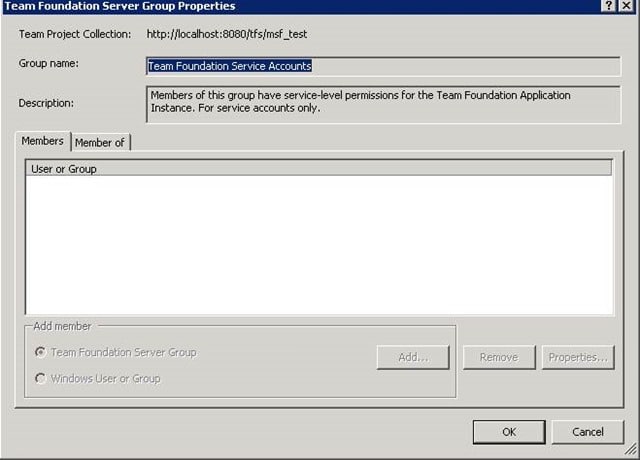 Team Foundation Server Group Properties
Team Project Collection: http://localhost:8080/tfs/msf_test
Group name: Team Foundation Service Accounts
Description: Members of this group have service-level permissions for the Team Foundation Application
Instance. For service accounts only.
Members Member of
User or Group
Add member
Team Foundation Server Group
Add... Remove Properties...
Windows User or Group
OK Cancel